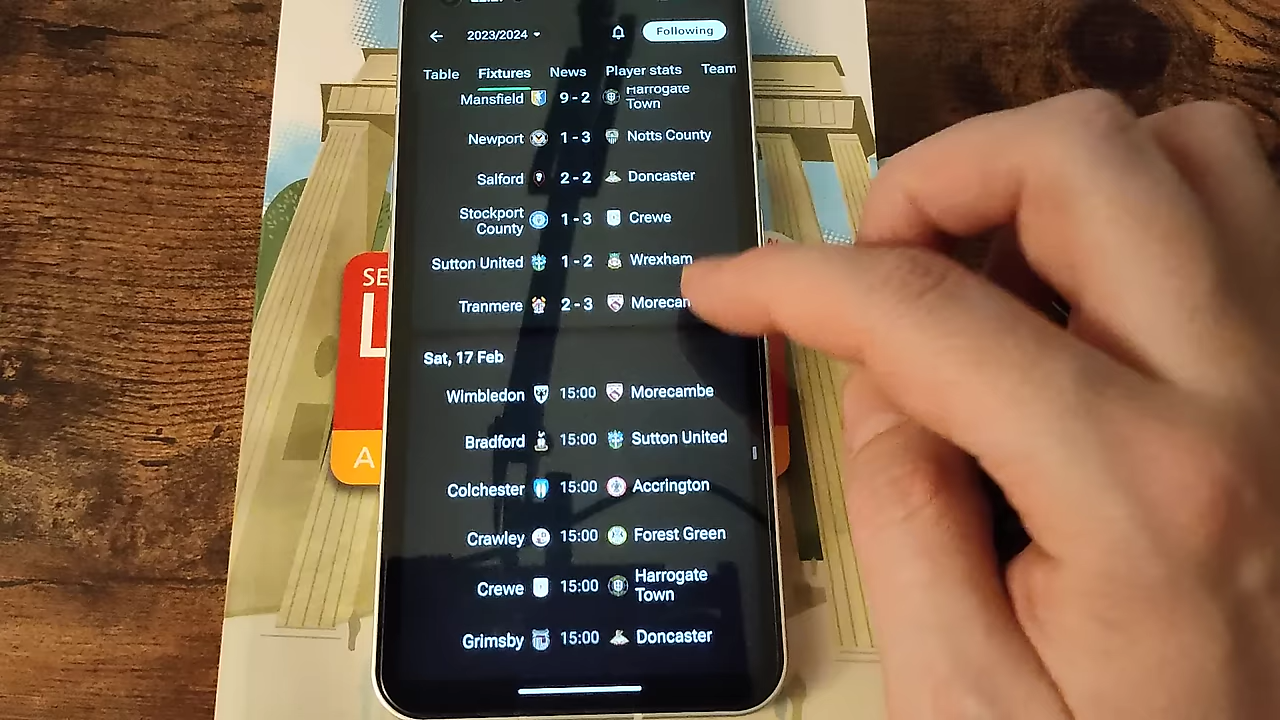 2023/2024
Following
Table Fixtures News Player stats Team
Mansfield 9 - 2 Harrogate Town
Newport 1 - 3 Notts County
Salford 2 - 2 Doncaster
Stockport County 1 - 3 Crewe
Sutton United 1 - 2 Wrexham
Tranmere 2 - 3 Morecam
Sat, 17 Feb
Wimbledon 15:00 Morecambe
Bradford 15:00 Sutton United
Colchester 15:00 Accrington
Crawley 15:00 Forest Green
Crewe 15:00 Harrogate Town
Grimsby 15:00 Doncaster
SE
L
A